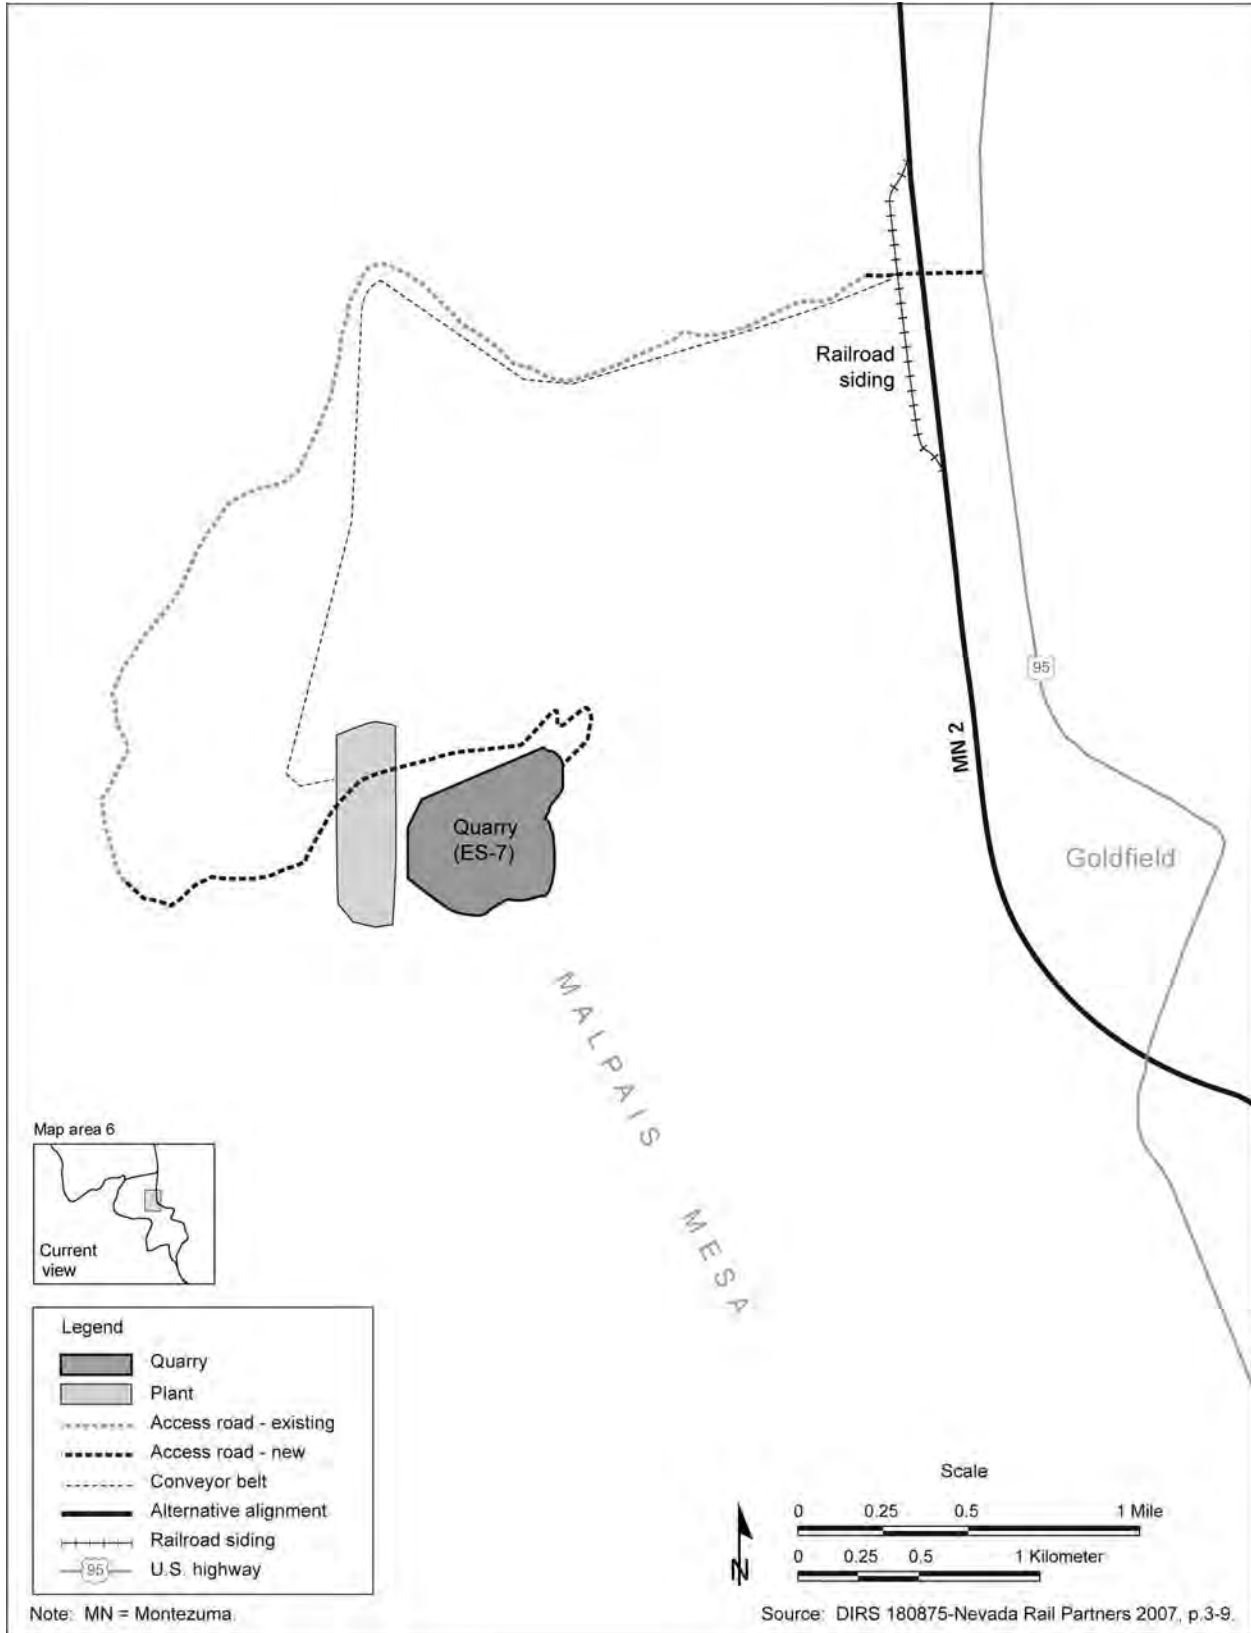 Railroad
siding
95
MN 2
Goldfield
Quarry
(ES-7)
MALPAIS MESA
Map area 6
Current
view
Legend
Quarry
Plant
Access road - existing
Access road - new
Conveyor belt
Alternative alignment
Railroad siding
95 U.S. highway
Scale
0 0.25 0.5 1 Mile
0 0.25 0.5 1 Kilometer
N
Note: MN = Montezuma.
Source: DIRS 180875-Nevada Rail Partners 2007, p.3-9.